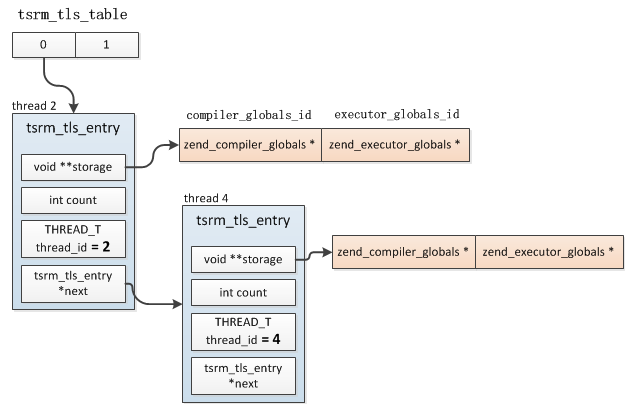 tsrm_tls_table
0 1
thread 2
tsrm_tls_entry
void **storage
int count
THREAD_T
thread_id = 2
tsrm_tls_entry
*next
compiler_globals_id executor_globals_id
zend_compiler_globals * zend_executor_globals *
thread 4
tsrm_tls_entry
void **storage
int count
THREAD_T
thread_id = 4
tsrm_tls_entry
*next
zend_compiler_globals * zend_executor_globals *